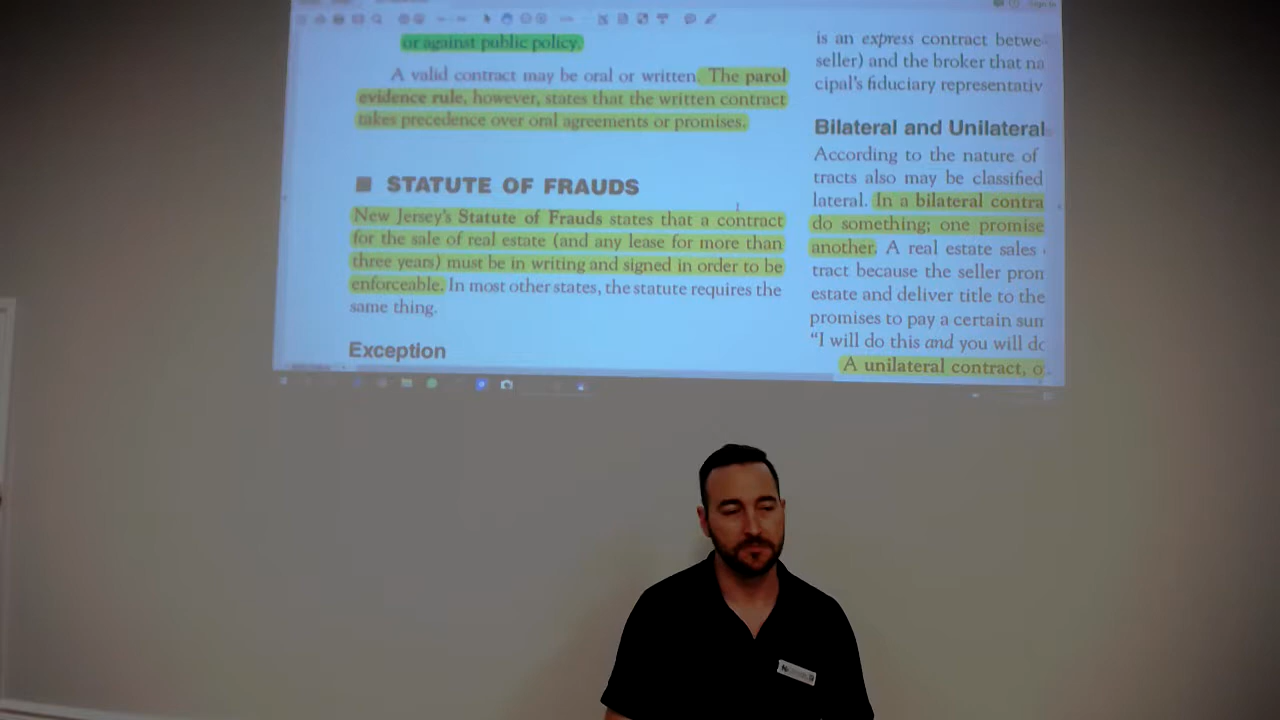 Sign In
or against public policy.
A valid contract may be oral or written. The parol
evidence rule, however, states that the written contract
takes precedence over oral agreements or promises.
■ STATUTE OF FRAUDS
New Jersey's Statute of Frauds states that a contract
for the sale of real estate (and any lease for more than
three years) must be in writing and signed in order to be
enforceable. In most other states, the statute requires the
same thing.
Exception
is an express contract betwe
seller) and the broker that na
cipal's fiduciary representativ
Bilateral and Unilateral
According to the nature of
tracts also may be classified
lateral. In a bilateral contra
do something; one promise
another. A real estate sales
tract because the seller pron
estate and deliver title to the
promises to pay a certain sum
"I will do this and you will do
A unilateral contract, o